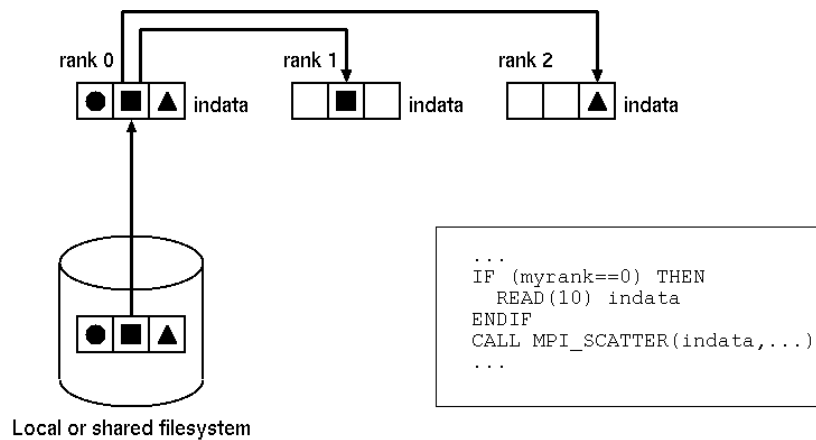 rank 0
rank 1
rank 2
indata
indata
indata
...
IF (myrank==0) THEN
READ(10) indata
ENDIF
CALL MPI_SCATTER(indata,...)
...
Local or shared filesystem